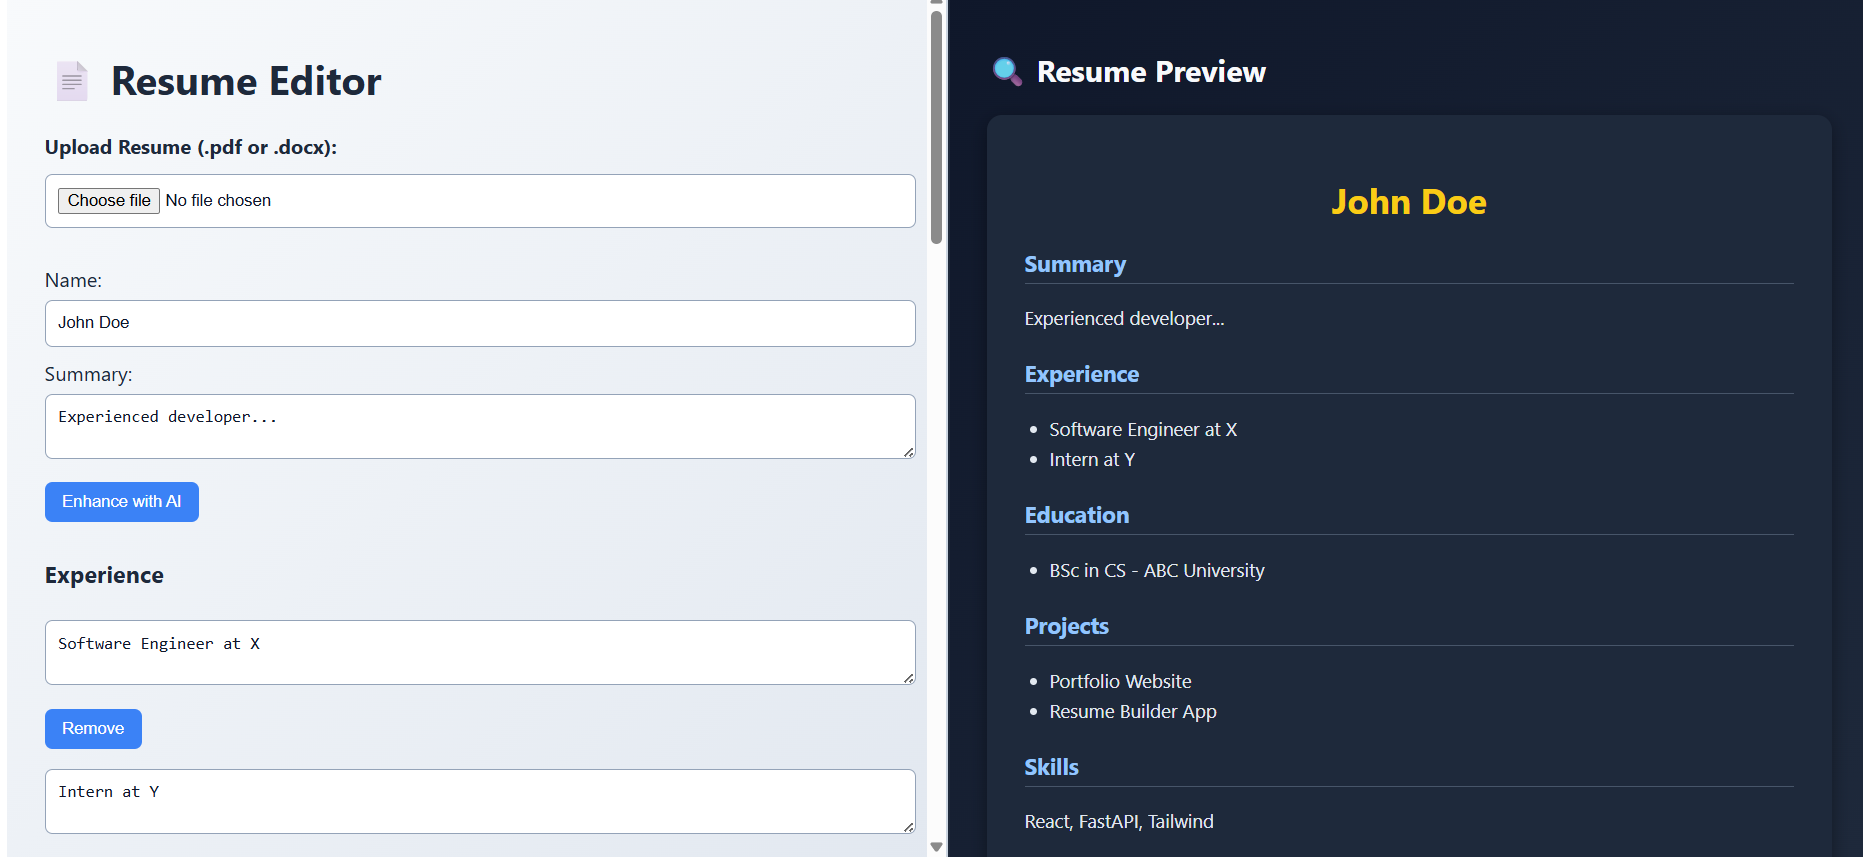 Resume Editor
Upload Resume (.pdf or .docx):
Choose file No file chosen
Name:
John Doe
Summary:
Experienced developer...
Enhance with AI
Experience
Software Engineer at X
Remove
Intern at Y
Resume Preview
John Doe
Summary
Experienced developer...
Experience
• Software Engineer at X
• Intern at Y
Education
• BSc in CS - ABC University
Projects
• Portfolio Website
• Resume Builder App
Skills
React, FastAPI, Tailwind